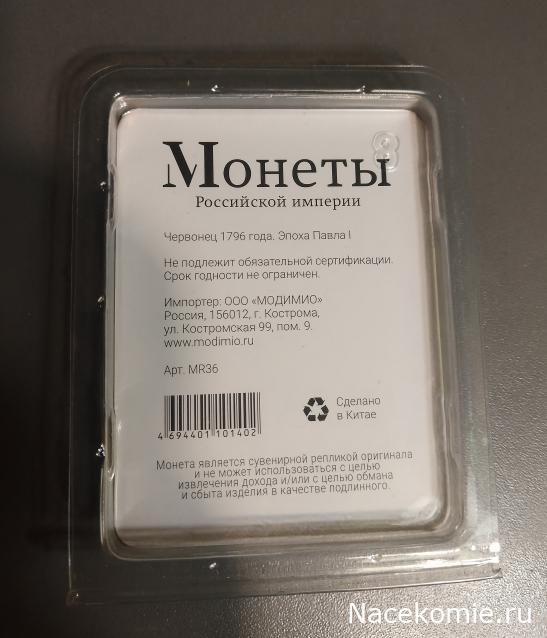 8
Монеты
Российской империи
Червонец 1796 года. Эпоха Павла I
Не подлежит обязательной сертификации.
Срок годности не ограничен.
Импортер: ООО «МОДИМИО»
Россия, 156012, г. Кострома,
ул. Костромская 99, пом. 9.
www.modimio.ru
Арт. MR36
Сделано
в Китае
4 694401 101402
Монета является сувенирной репликой оригинала
и не может использоваться с целью
извлечения дохода и/или с целью обмана
и сбыта изделия в качестве подлинного.
Nacekomie.ru